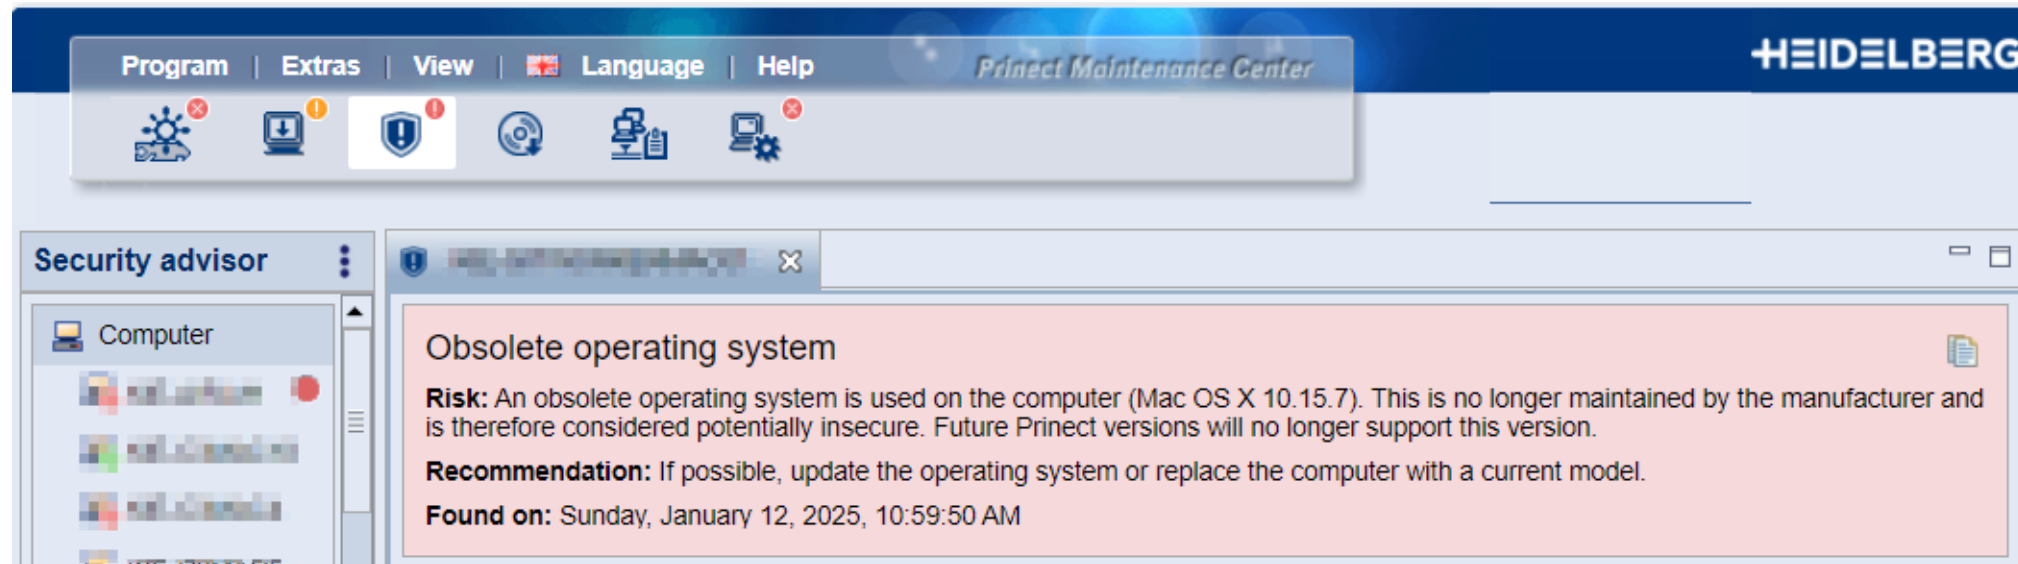 Program | Extras | View | Language | Help
Prinect Maintenance Center
HEIDELBERG
Security advisor
Computer
Obsolete operating system
Risk: An obsolete operating system is used on the computer (Mac OS X 10.15.7). This is no longer maintained by the manufacturer and
is therefore considered potentially insecure. Future Prinect versions will no longer support this version.
Recommendation: If possible, update the operating system or replace the computer with a current model.
Found on: Sunday, January 12, 2025, 10:59:50 AM